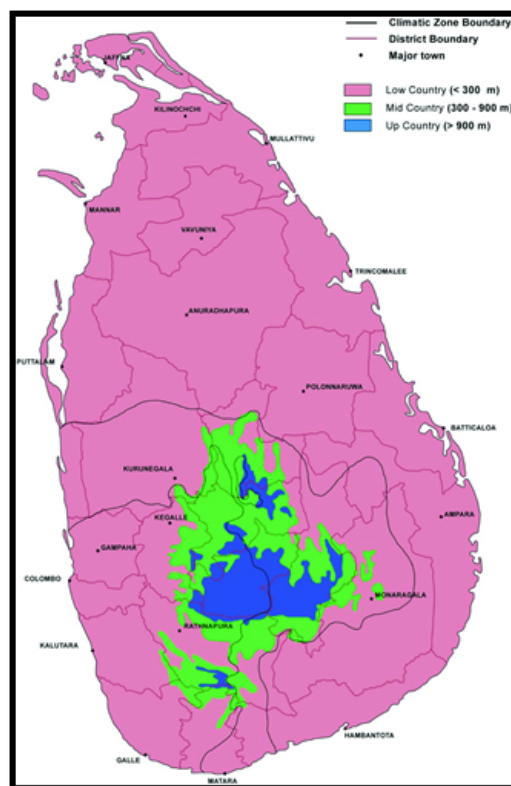 Climatic Zone Boundary
District Boundary
Major town
Low Country (< 300 m)
Mid Country (300 - 900 m)
Up Country (> 900 m)
JAFFNA
KILINOCHCHI
MULLATTIVU
MANNAR
VAVUNIYA
TRINCOMALEE
ANURADHAPURA
PUTTALAM
POLONNARUWA
BATTICALOA
KURUNEGALA
AMPARA
KEGALLE
GAMPAHA
COLOMBO
MONARAGALA
RATHNAPURA
KALUTARA
HAMBANTOTA
GALLE
MATARA